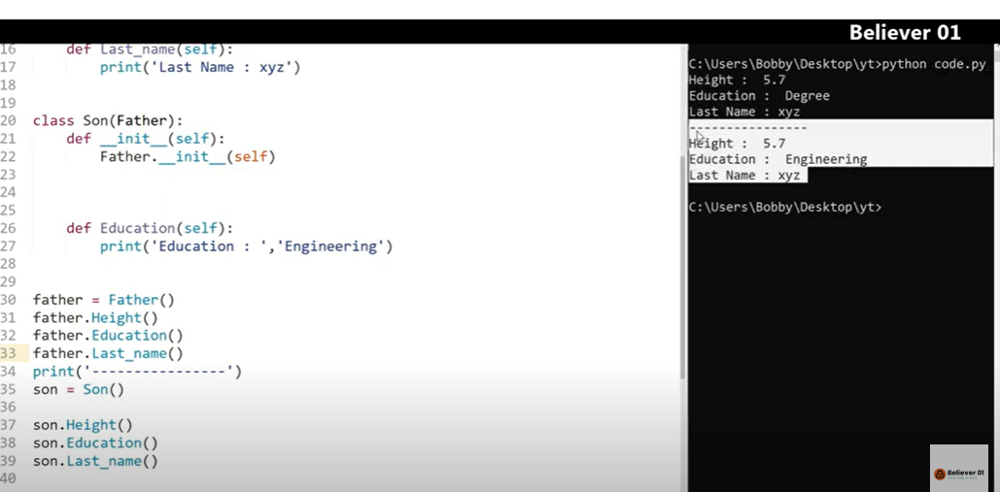 Believer 01
16 def Last_name(self):
17 print('Last Name : xyz')
18
19
20 class Son(Father):
21 def __init__(self):
22 Father.__init__(self)
23
24
25
26 def Education(self):
27 print('Education : ','Engineering')
28
29
30 father = Father()
31 father.Height()
32 father.Education()
33 father.Last_name()
34 print('----------------')
35 son = Son()
36
37 son.Height()
38 son.Education()
39 son.Last_name()
40
C:\Users\Bobby\Desktop\yt>python code.py
Height :  5.7
Education :  Degree
Last Name : xyz
----------------
Height :  5.7
Education :  Engineering
Last Name : xyz
C:\Users\Bobby\Desktop\yt>
Believer 01